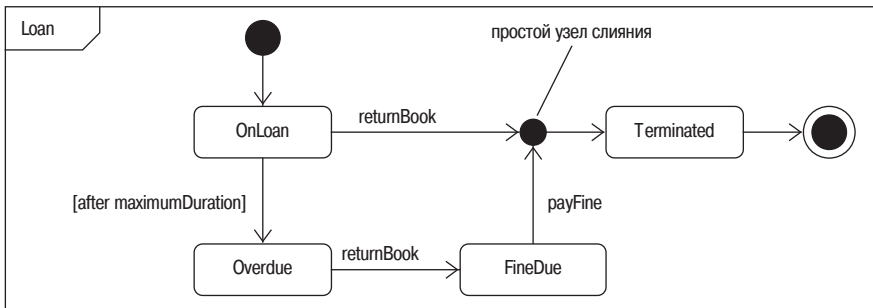 Loan
простой узел слияния
OnLoan
returnBook
Terminated
[after maximumDuration]
payFine
Overdue
returnBook
FineDue